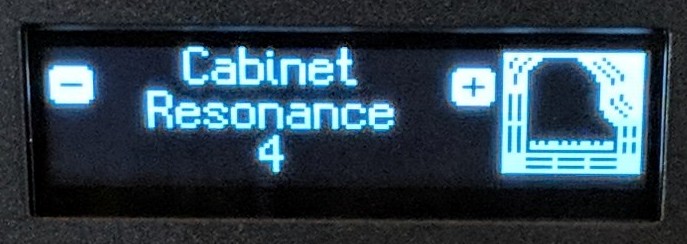 Cabinet
- Resonance +
4